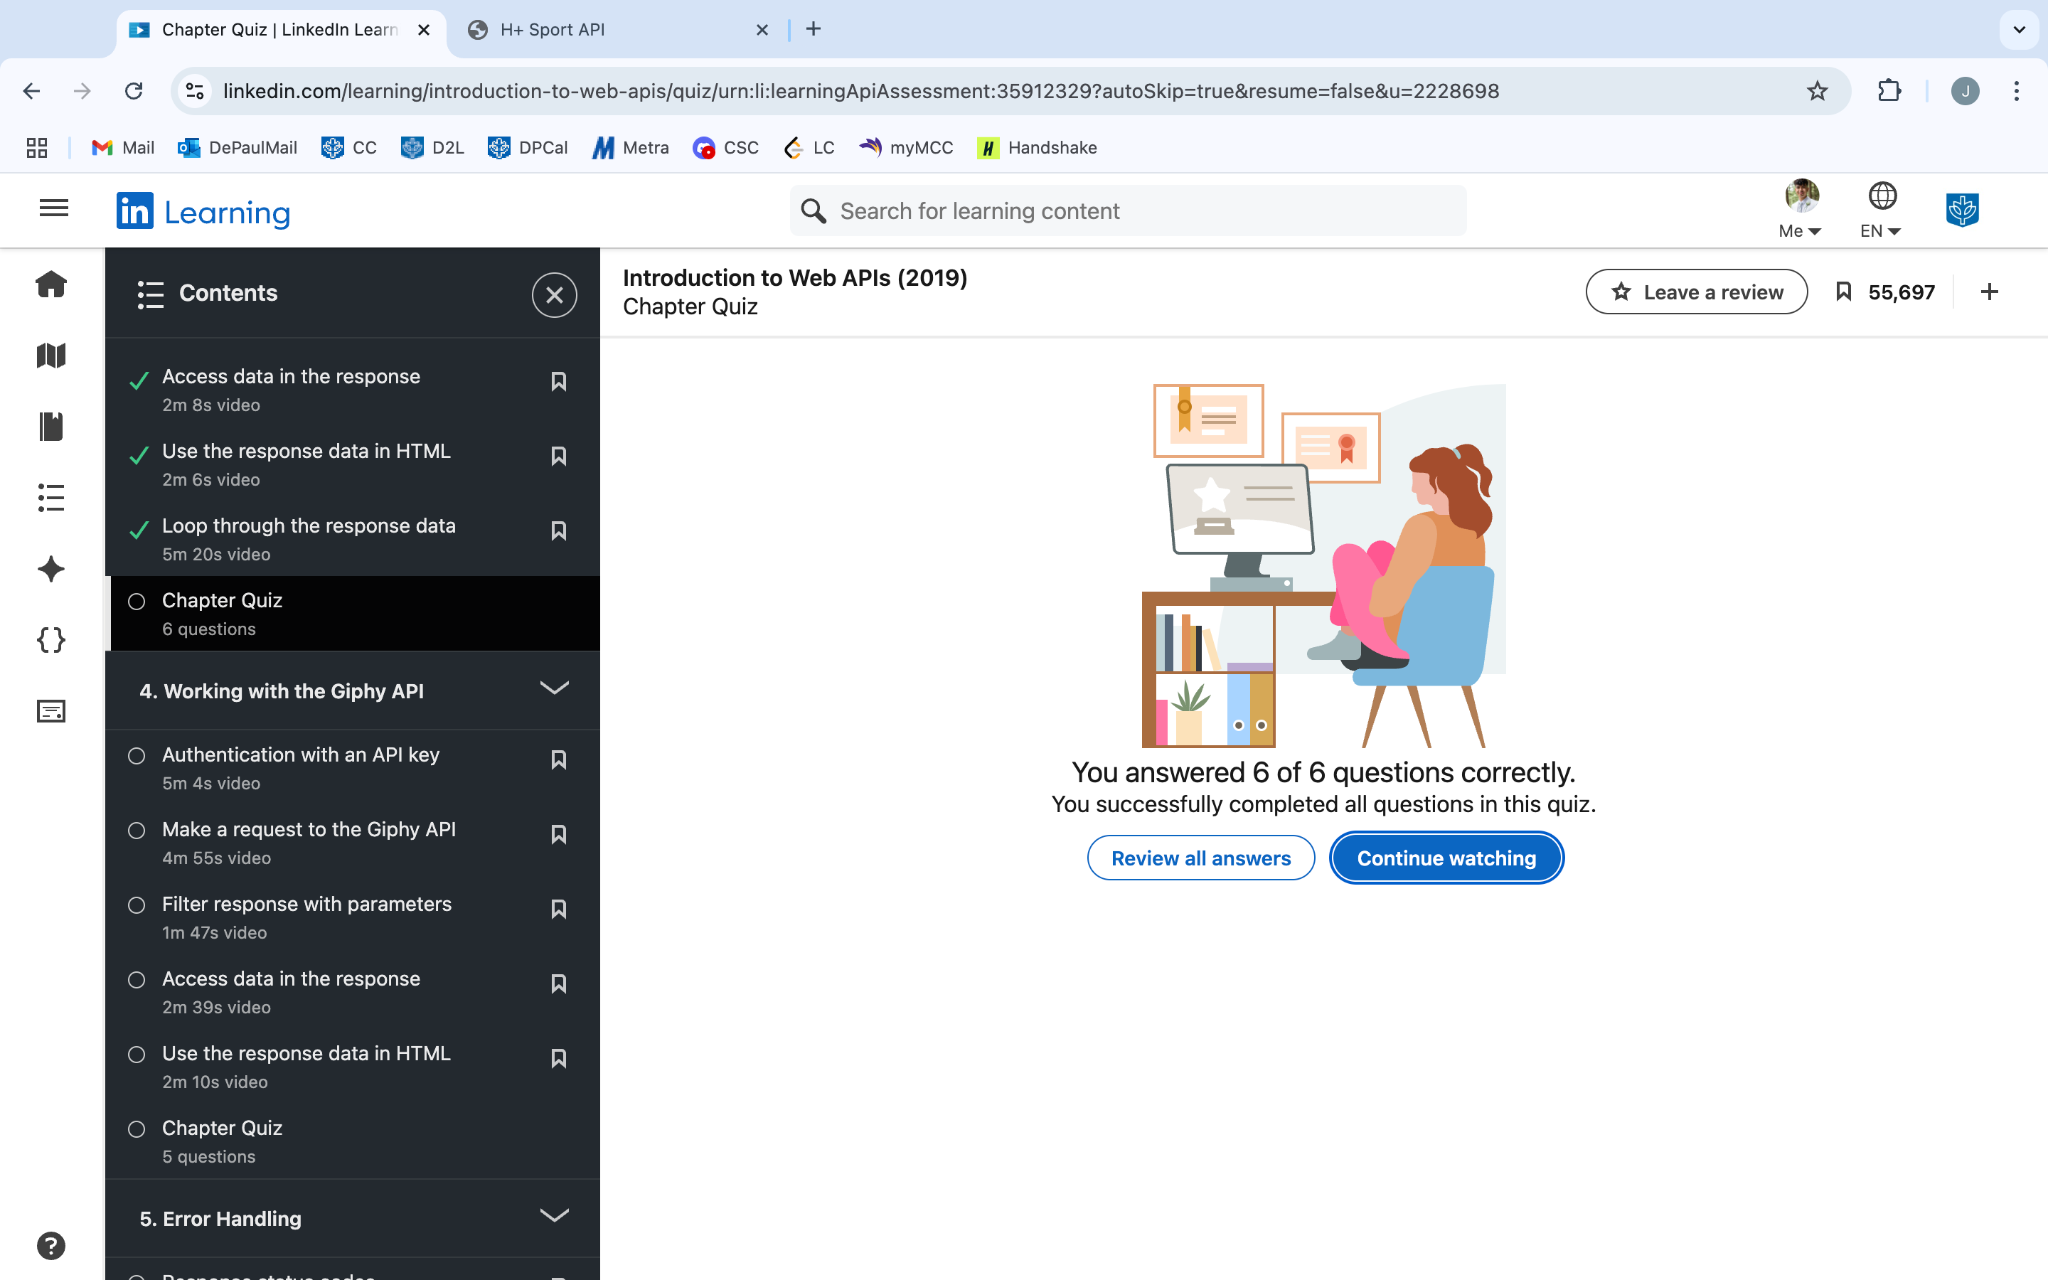 Chapter Quiz | LinkedIn Learn
H+ Sport API
linkedin.com/learning/introduction-to-web-apis/quiz/urn:li:learningApiAssessment:35912329?autoSkip=true&resume=false&u=2228698
J
Mail
DePaulMail
CC
D2L
DPCal
Metra
CSC
LC
myMCC
Handshake
in Learning
Search for learning content
Me
EN
Contents
Access data in the response
2m 8s video
Use the response data in HTML
2m 6s video
Loop through the response data
5m 20s video
Chapter Quiz
6 questions
4. Working with the Giphy API
Authentication with an API key
5m 4s video
Make a request to the Giphy API
4m 55s video
Filter response with parameters
1m 47s video
Access data in the response
2m 39s video
Use the response data in HTML
2m 10s video
Chapter Quiz
5 questions
5. Error Handling
Response status codes
Introduction to Web APIs (2019)
Chapter Quiz
Leave a review
55,697
You answered 6 of 6 questions correctly.
You successfully completed all questions in this quiz.
Review all answers
Continue watching